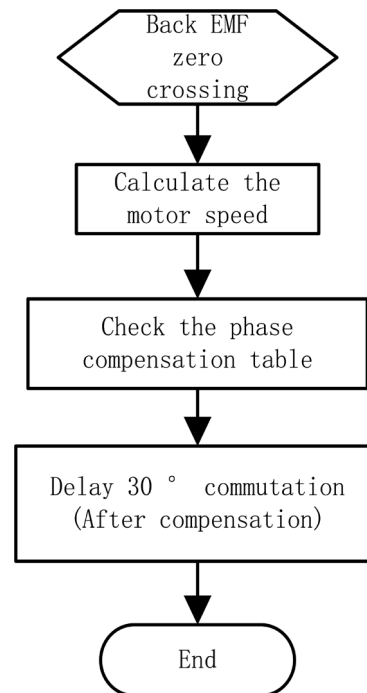 Back EMF
zero
crossing
Calculate the
motor speed
Check the phase
compensation table
Delay 30 ° commutation
(After compensation)
End